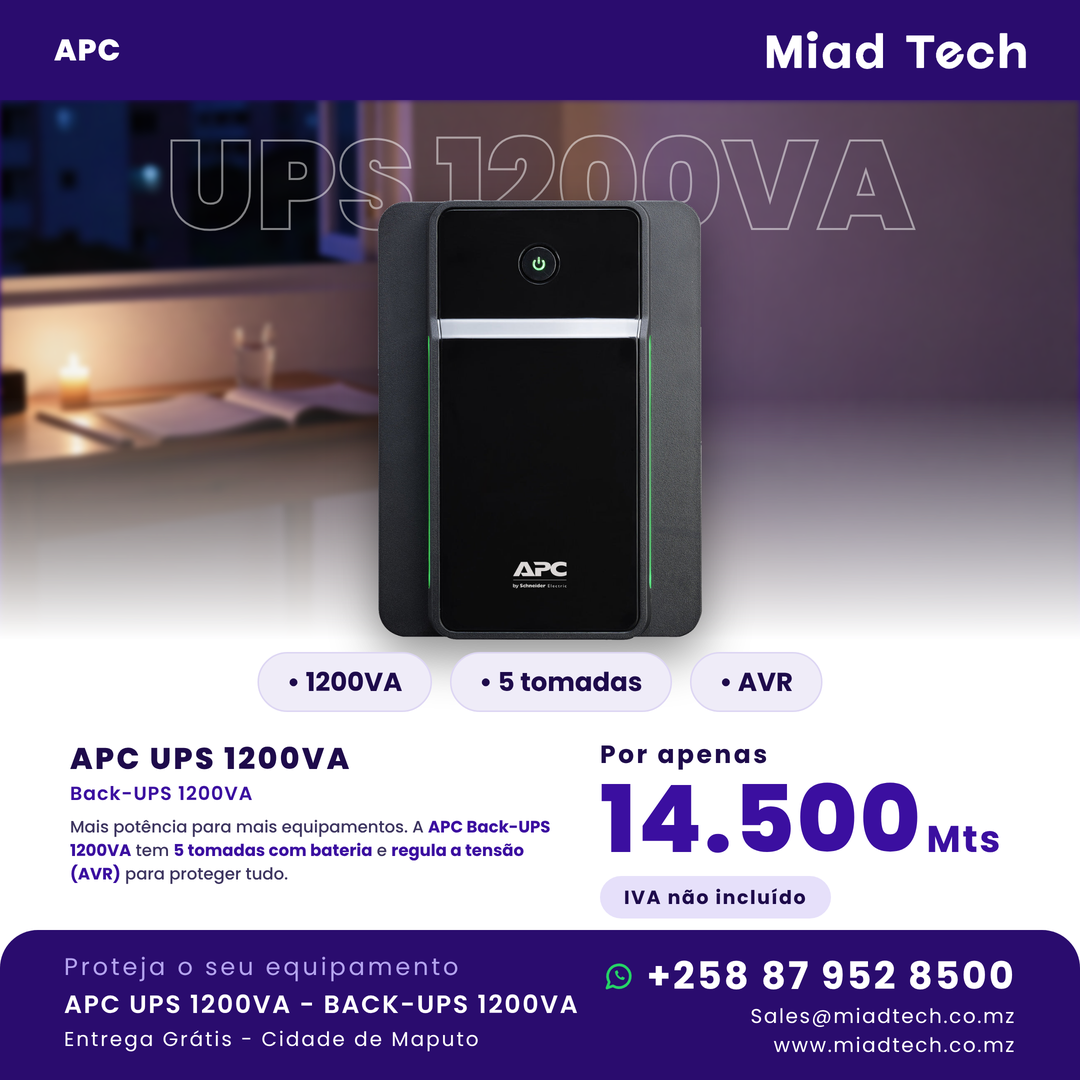 APC
Miad Tech
UPS 1200VA
APC
by Schneider Electric
• 1200VA
• 5 tomadas
• AVR
APC UPS 1200VA
Back-UPS 1200VA
Mais potência para mais equipamentos. A APC Back-UPS
1200VA tem 5 tomadas com bateria e regula a tensão
(AVR) para proteger tudo.
Por apenas
14.500 Mts
IVA não incluído
Proteja o seu equipamento
APC UPS 1200VA - BACK-UPS 1200VA
Entrega Grátis - Cidade de Maputo
+258 87 952 8500
Sales@miadtech.co.mz
www.miadtech.co.mz